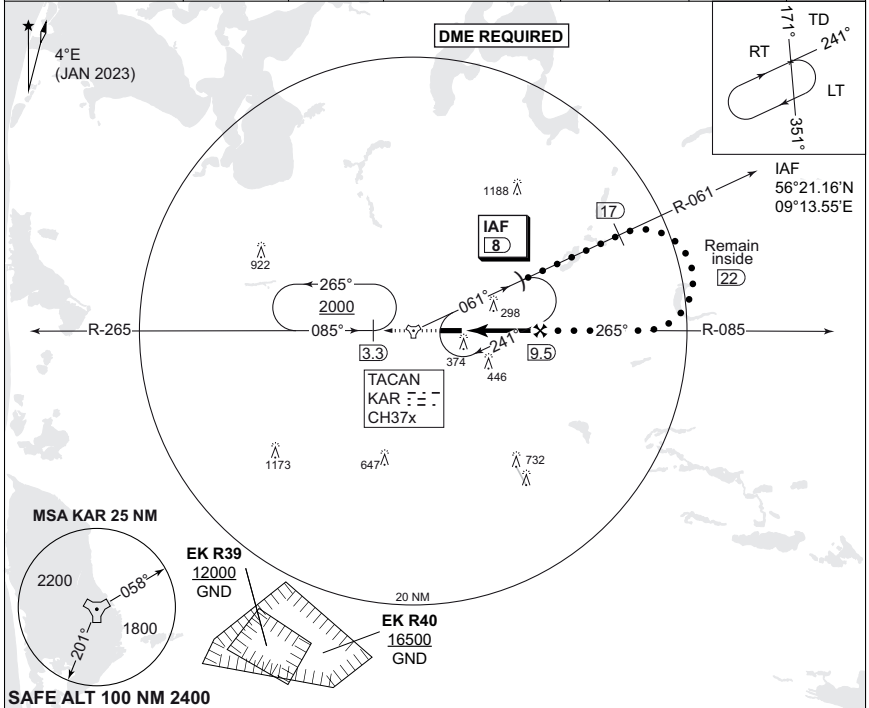 4°E
(JAN 2023)
DME REQUIRED
171°
TD
241°
RT
LT
351°
IAF
56°21.16'N
09°13.55'E
1188
17
R-061
IAF
8
Remain
inside
22
922
265°
2000
061°
298
R-265
085°
241°
265°
R-085
3.3
374
9.5
446
TACAN
KAR
CH37x
1173
647
732
MSA KAR 25 NM
2200
058°
1800
201°
EK R39
12000
GND
20 NM
EK R40
16500
GND
SAFE ALT 100 NM 2400